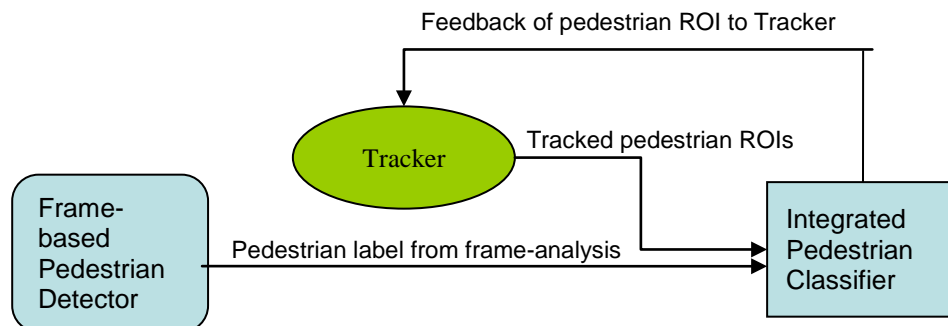 Feedback of pedestrian ROI to Tracker
Tracker
Tracked pedestrian ROIs
Frame-
based
Pedestrian
Detector
Pedestrian label from frame-analysis
Integrated
Pedestrian
Classifier